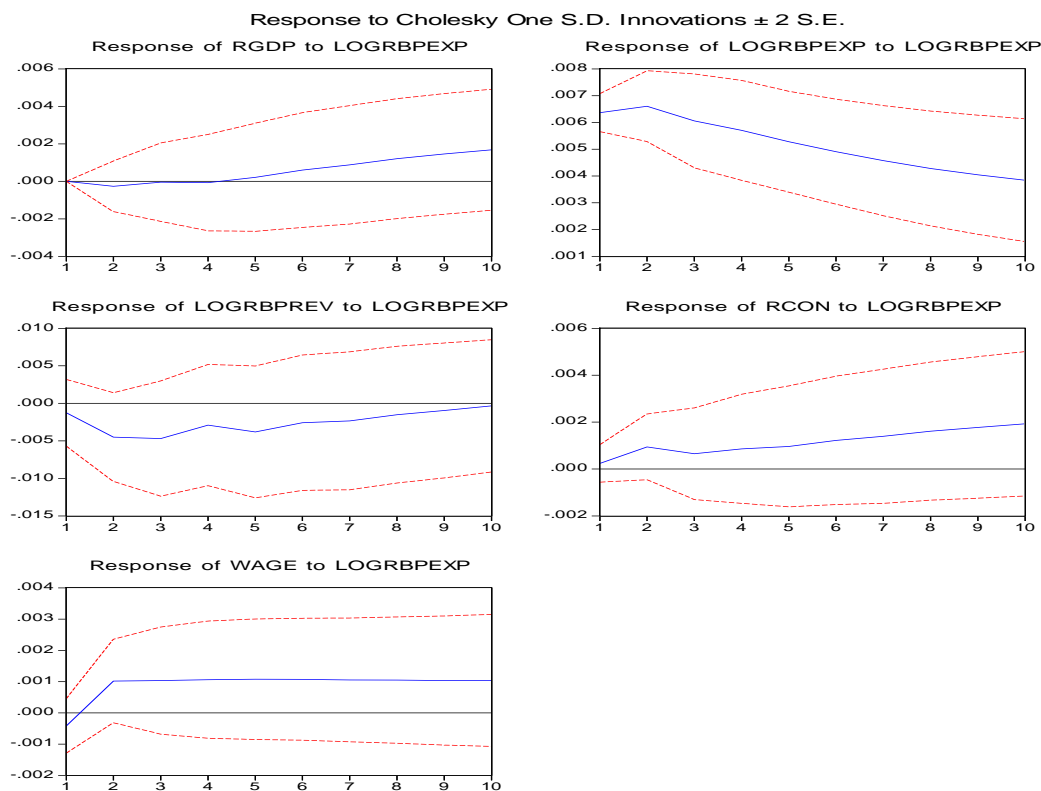 Response to Cholesky One S.D. Innovations ± 2 S.E.
Response of RGDP to LOGRBPEXP
.006
.004
.002
.000
-.002
-.004
1 2 3 4 5 6 7 8 9 10
Response of LOGRBPEXP to LOGRBPEXP
.008
.007
.006
.005
.004
.003
.002
.001
1 2 3 4 5 6 7 8 9 10
Response of LOGRBPREV to LOGRBPEXP
.010
.005
.000
-.005
-.010
-.015
1 2 3 4 5 6 7 8 9 10
Response of RCON to LOGRBPEXP
.006
.004
.002
.000
-.002
1 2 3 4 5 6 7 8 9 10
Response of WAGE to LOGRBPEXP
.004
.003
.002
.001
.000
-.001
-.002
1 2 3 4 5 6 7 8 9 10